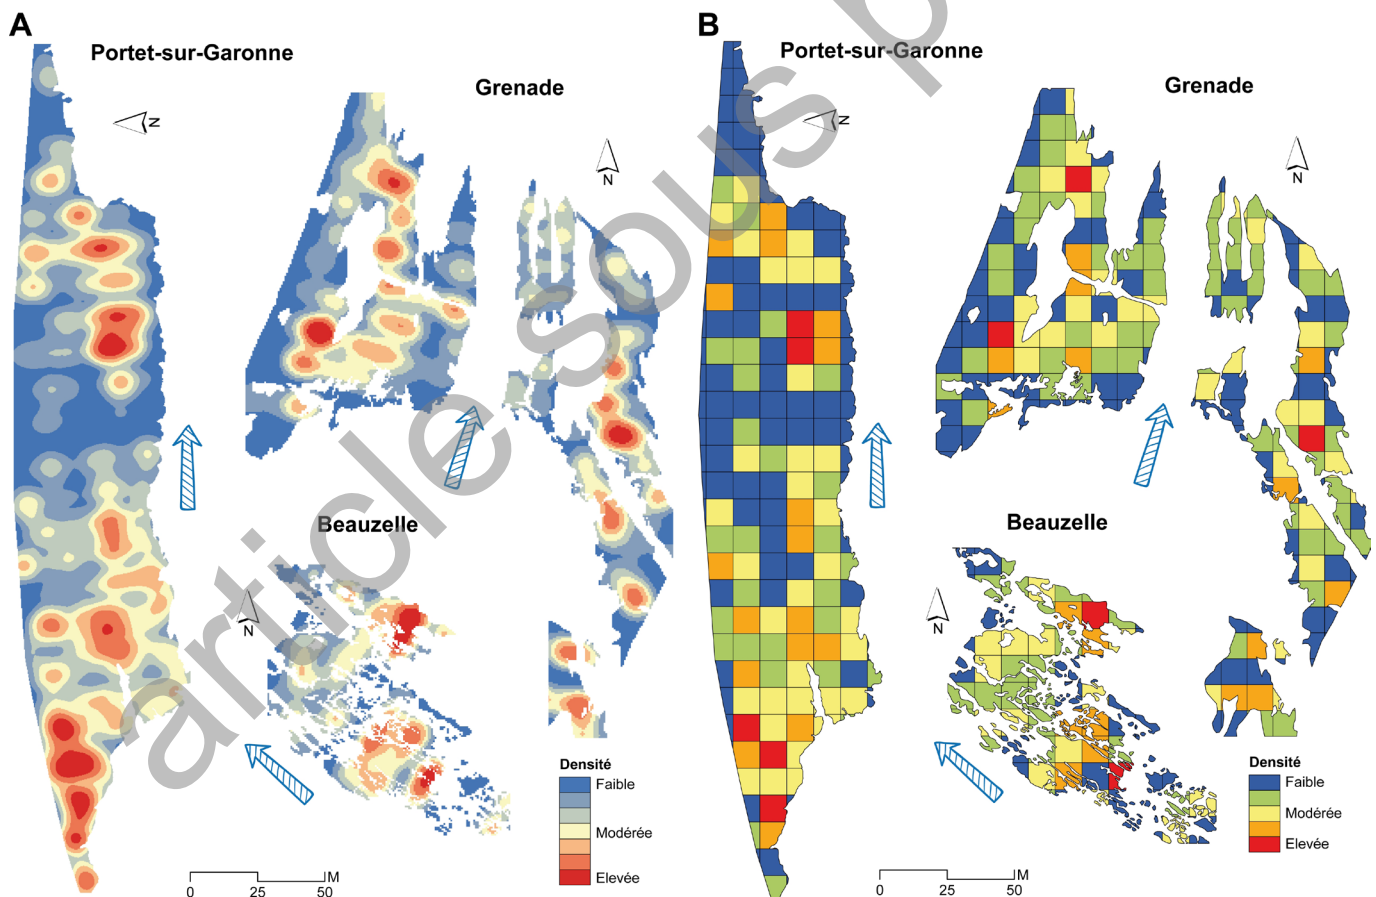 A
Portet-sur-Garonne
Grenade
N
N
Beauzelle
N
Densité
Faible
Modérée
Elevée
0 25 50
M
B
Portet-sur-Garonne
Grenade
N
N
Beauzelle
N
Densité
Faible
Modérée
Elevée
0 25 50
M
article sous p